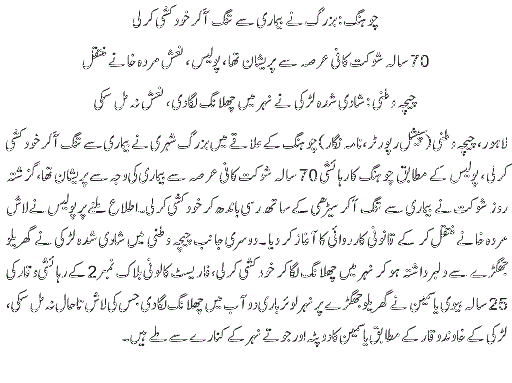 چوہنگ: بزرگ نے بیماری سے تنگ آکر خودکشی کرلی
70 سالہ شوکت کافی عرصہ سے پریشان تھا، پولیس، نعش مردہ خانے منتقل
چیچہ وطنی: شادی شدہ لڑکی نے نہر میں چھلانگ لگادی، نعش نہ مل سکی
لاہور، چیچہ وطنی (سپیشل رپورٹر، نامہ نگار) چوہنگ کے علاقے میں بزرگ شہری نے بیماری سے تنگ آکر خودکشی
کرلی، پولیس کے مطابق چوہنگ کا رہائشی 70 سالہ شوکت کافی عرصہ سے بیماری کی وجہ سے پریشان تھا، گزشتہ
روز شوکت نے بیماری سے تنگ آکر سیڑھی کے ساتھ رسی باندھ کر خودکشی کرلی۔ اطلاع ملنے پر پولیس نے لاش
مردہ خانے منتقل کرکے قانونی کارروائی کا آغاز کردیا۔ دوسری جانب چیچہ وطنی میں شادی شدہ لڑکی نے گھریلو
جھگڑے سے دلبرداشتہ ہوکر نہر میں چھلانگ لگا کر خودکشی کرلی، فاریسٹ کالونی بلاک نمبر 2 کے رہائشی وقار کی
25 سالہ بیوی یاسمین نے گھریلو جھگڑے پر نہر لوئر باری دوآب میں چھلانگ لگادی جس کی لاش تاحال نہ مل سکی،
لڑکی کے خاوند وقار کے مطابق یاسمین کا دوپٹہ اور جوتے نہر کے کنارے سے ملے ہیں۔